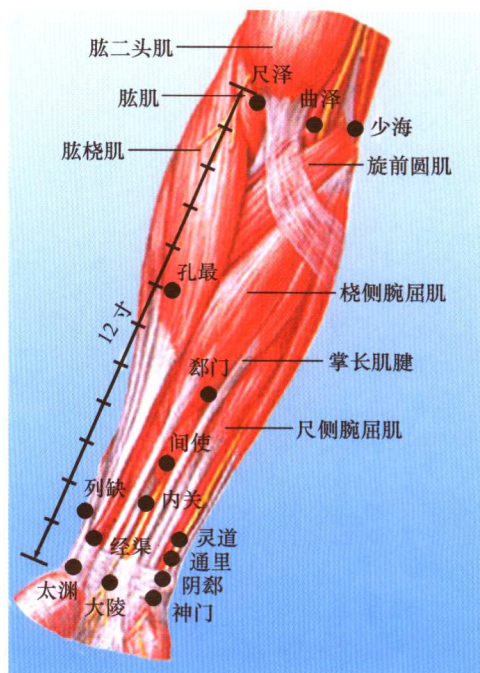 肱二头肌
尺泽
肱肌
曲泽
少海
肱桡肌
旋前圆肌
孔最
桡侧腕屈肌
12寸
郄门
掌长肌腱
尺侧腕屈肌
间使
列缺
内关
经渠
灵道
通里
太渊
大陵
阴郄
神门